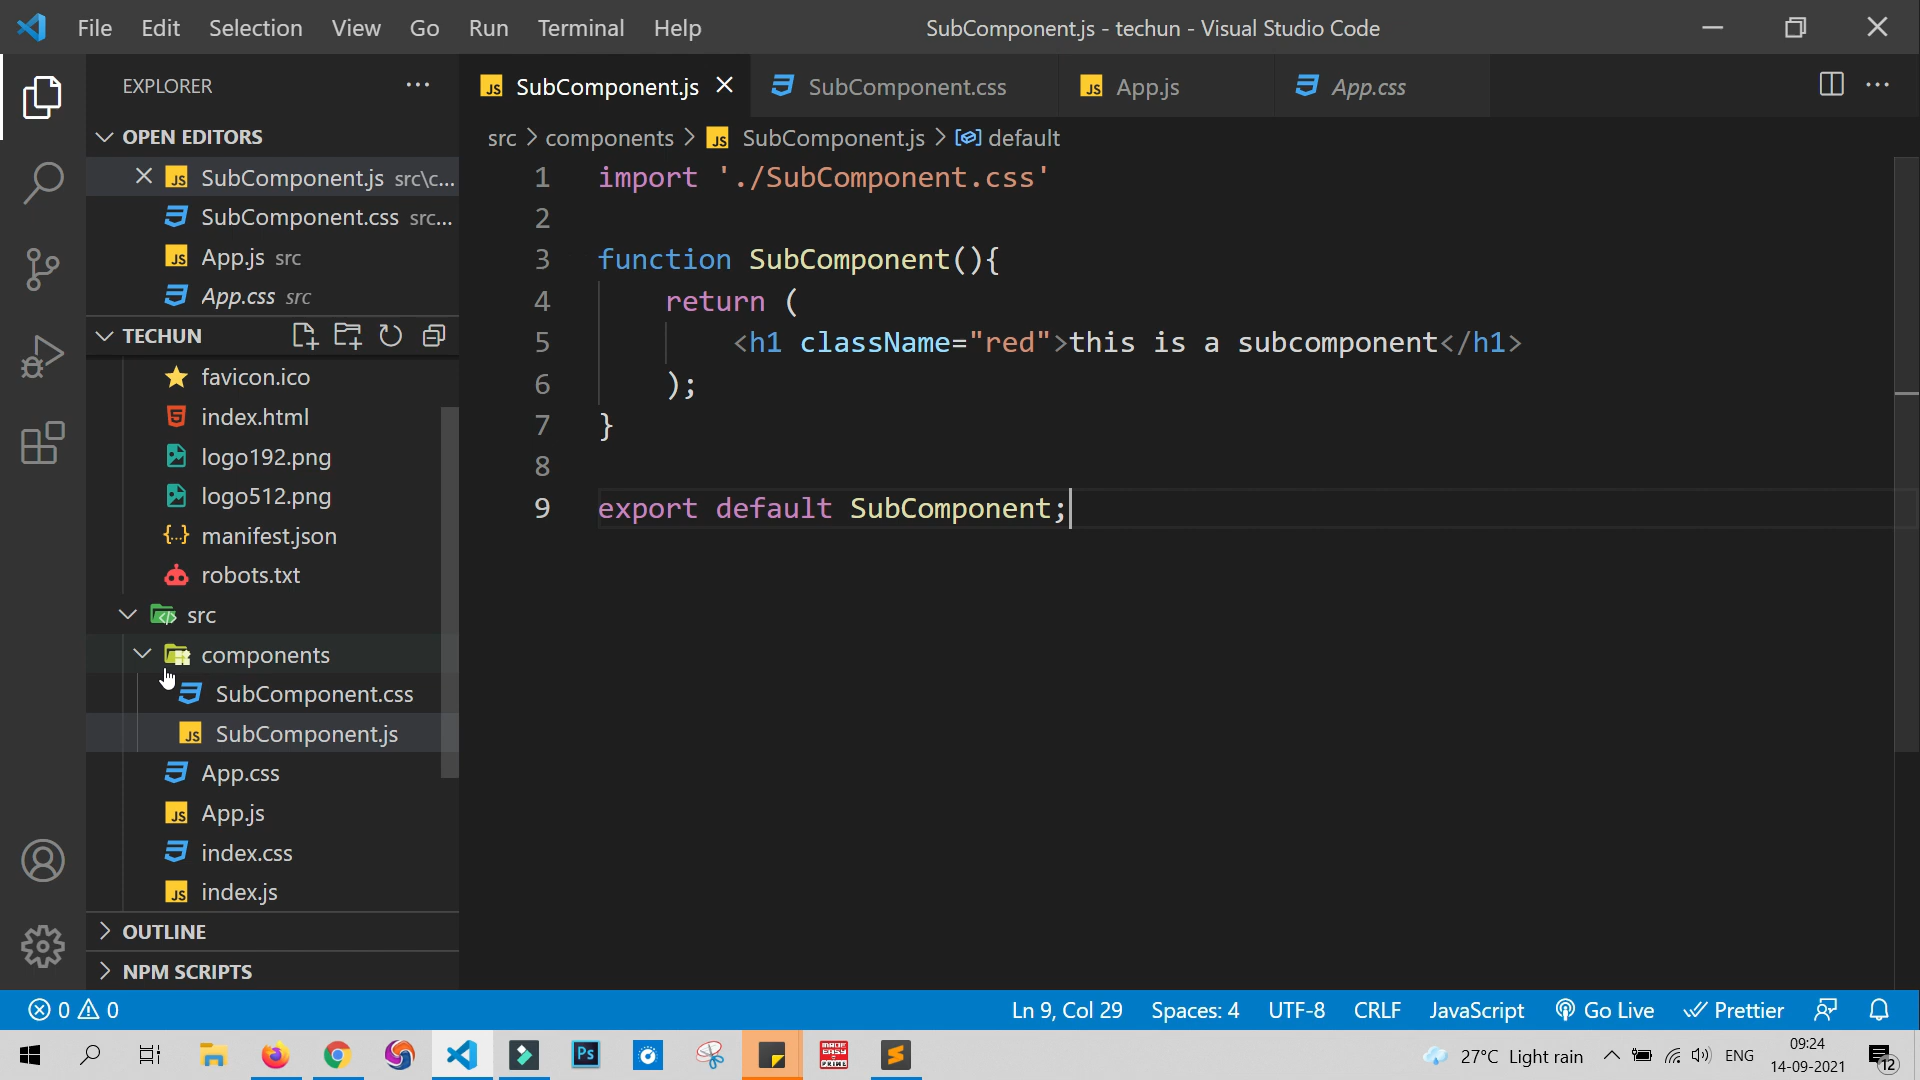 File Edit Selection View Go Run Terminal Help SubComponent.js - techun - Visual Studio Code
EXPLORER
SubComponent.js SubComponent.css App.js App.css
OPEN EDITORS
SubComponent.js src\c...
SubComponent.css src...
App.js src
App.css src
TECHUN
favicon.ico
index.html
logo192.png
logo512.png
manifest.json
robots.txt
src
components
SubComponent.css
SubComponent.js
App.css
App.js
index.css
index.js
OUTLINE
NPM SCRIPTS
src > components > JS SubComponent.js > default
1 import './SubComponent.css'
2
3 function SubComponent(){
4 return (
5 <h1 className="red">this is a subcomponent</h1>
6 );
7 }
8
9 export default SubComponent;
0 0 Ln 9, Col 29 Spaces: 4 UTF-8 CRLF JavaScript Go Live Prettier
Ps MADE EASY PRIME 27°C Light rain ENG 09:24
14-09-2021 12